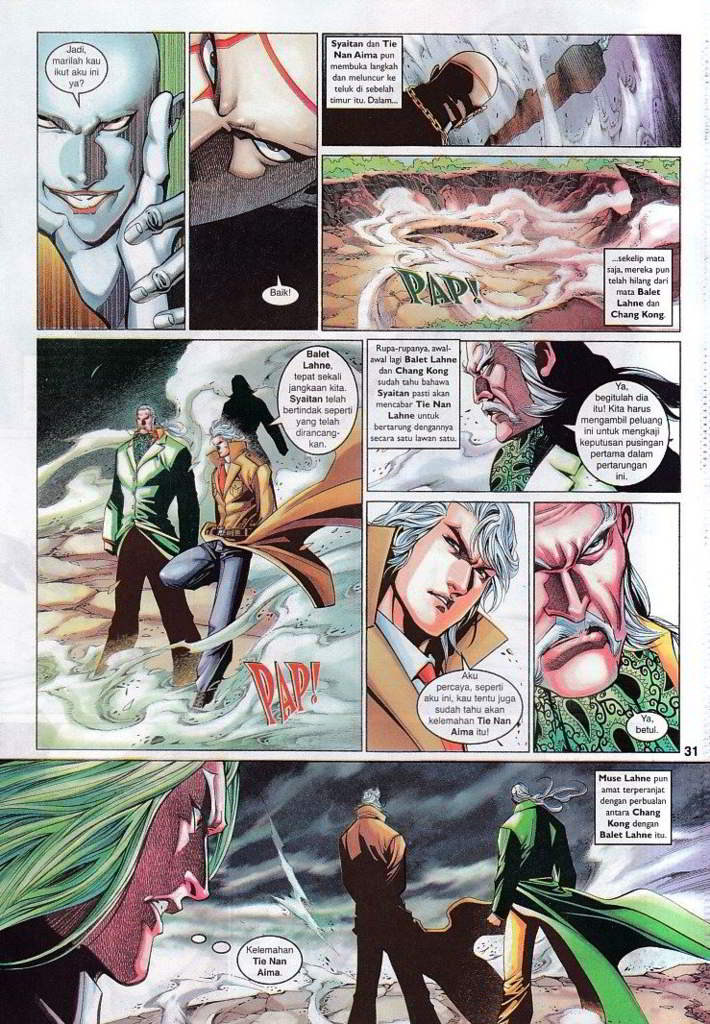 Jadi,
marilah kau
ikut aku ini
ya?
Baik!
Syaitan dan Tie
Nan Aima pun
membuka langkah
dan meluncur ke
teluk di sebelah
timur itu. Dalam...
PAP!
...sekelip mata
saja, mereka pun
telah hilang dari
mata Balet
Lahne dan
Chang Kong.
Balet
Lahne,
tepat sekali
jangkaan kita.
Syaitan telah
bertindak seperti
yang telah
dirancang-
kan.
PAP!
Rupa-rupanya, awal-
awal lagi Balet Lahne
dan Chang Kong
sudah tahu bahawa
Syaitan pasti akan
mencabar Tie Nan
Lahne untuk
bertarung dengannya
secara satu lawan satu.
Ya,
begitulah dia
itu! Kita harus
mengambil peluang
ini untuk mengkaji
keputusan pusingan
pertama dalam
pertarungan
ini.
Aku
percaya, seperti
aku ini, kau tentu juga
sudah tahu akan
kelemahan Tie Nan
Aima itu!
Ya,
betul.
31
Muse Lahne pun
amat terperanjat
dengan perbualan
antara Chang
Kong dengan
Balet Lahne itu.
Kelemahan
Tie Nan
Aima.